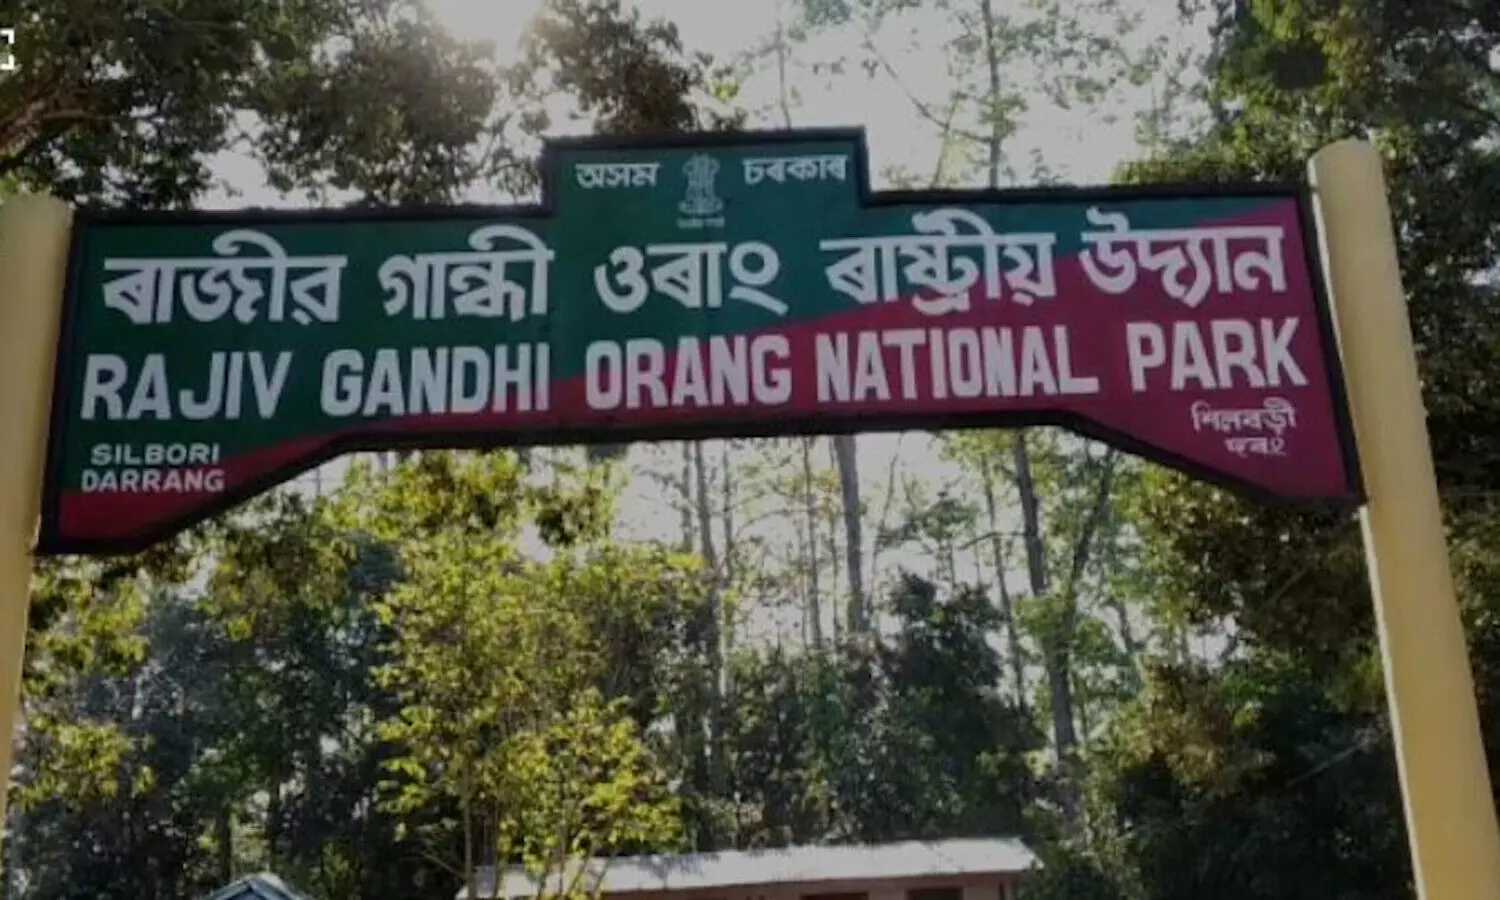 অসম চৰকাৰ
ৰাজীৱ গান্ধী ওৰাং ৰাষ্ট্ৰীয় উদ্যান
RAJIV GANDHI ORANG NATIONAL PARK
SILBORI
DARRANG
শিলবড়ী
দৰং